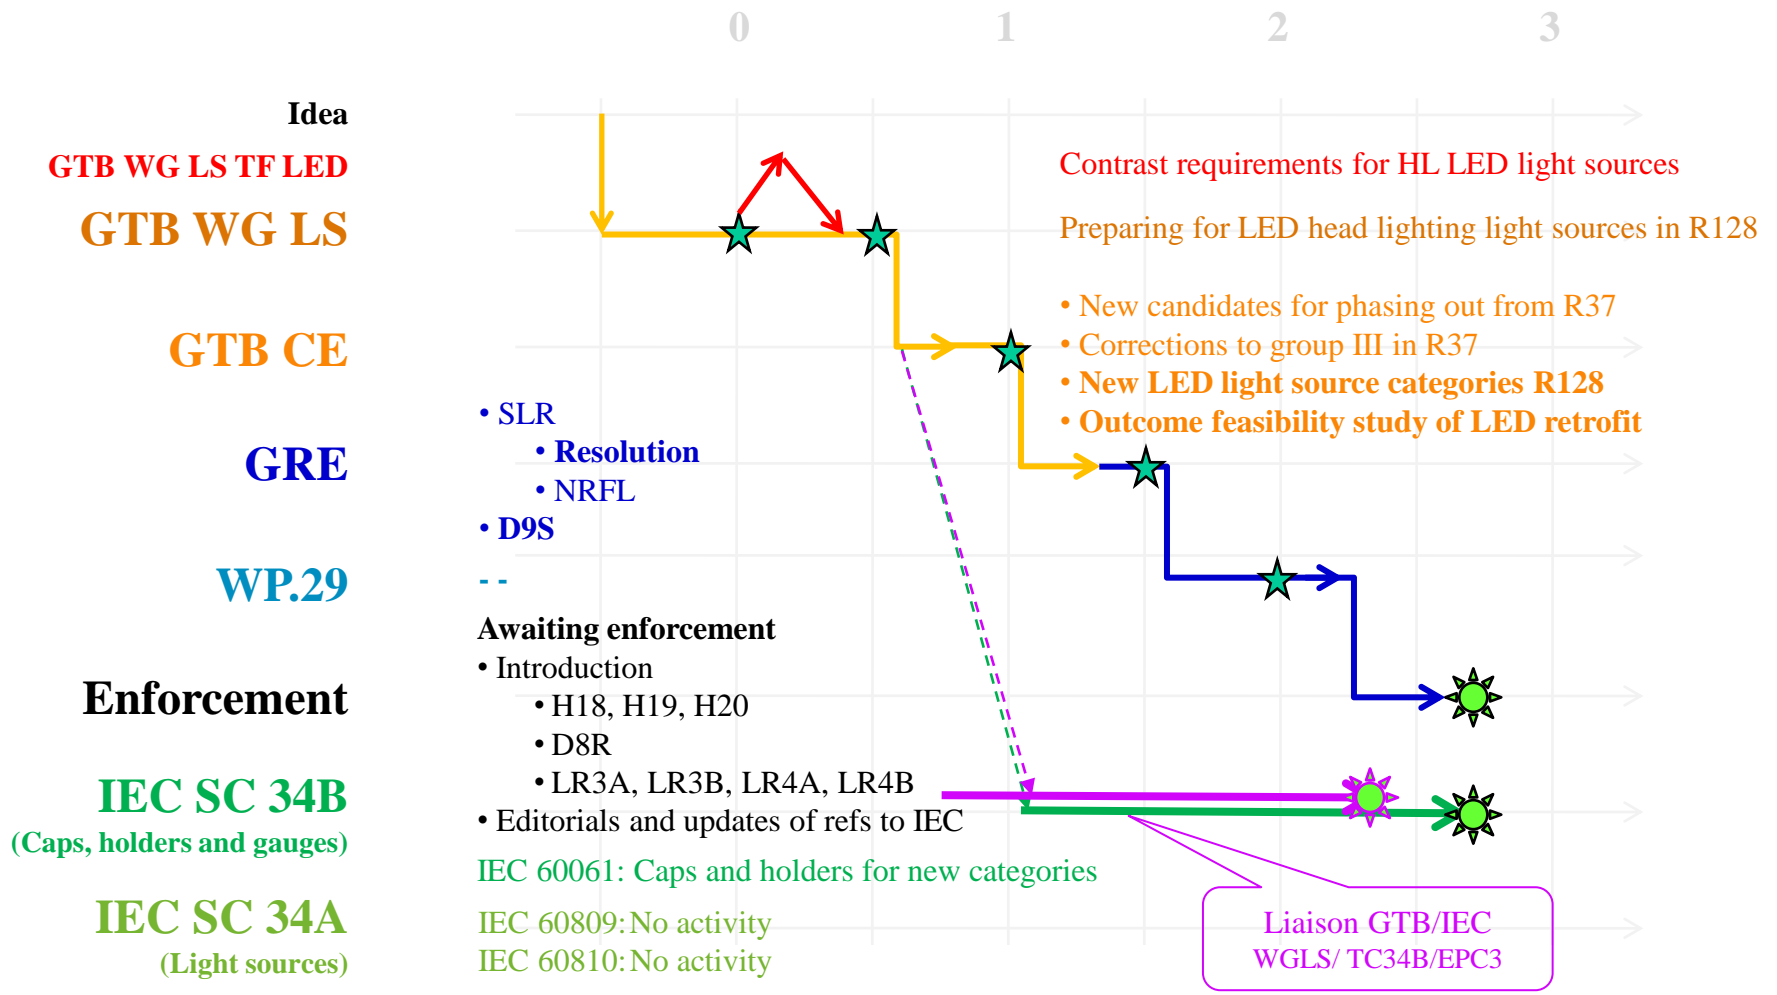 0 1 2 3
Idea
GTB WG LS TF LED
Contrast requirements for HL LED light sources
GTB WG LS
Preparing for LED head lighting light sources in R128
GTB CE
• New candidates for phasing out from R37
• Corrections to group III in R37
• New LED light source categories R128
• Outcome feasibility study of LED retrofit
GRE
• SLR
• Resolution
• NRFL
• D9S
WP.29
- -
Enforcement
Awaiting enforcement
• Introduction
• H18, H19, H20
• D8R
• LR3A, LR3B, LR4A, LR4B
• Editorials and updates of refs to IEC
IEC SC 34B
(Caps, holders and gauges)
IEC 60061: Caps and holders for new categories
IEC SC 34A
(Light sources)
IEC 60809: No activity
IEC 60810: No activity
Liaison GTB/IEC
WGLS/ TC34B/EPC3